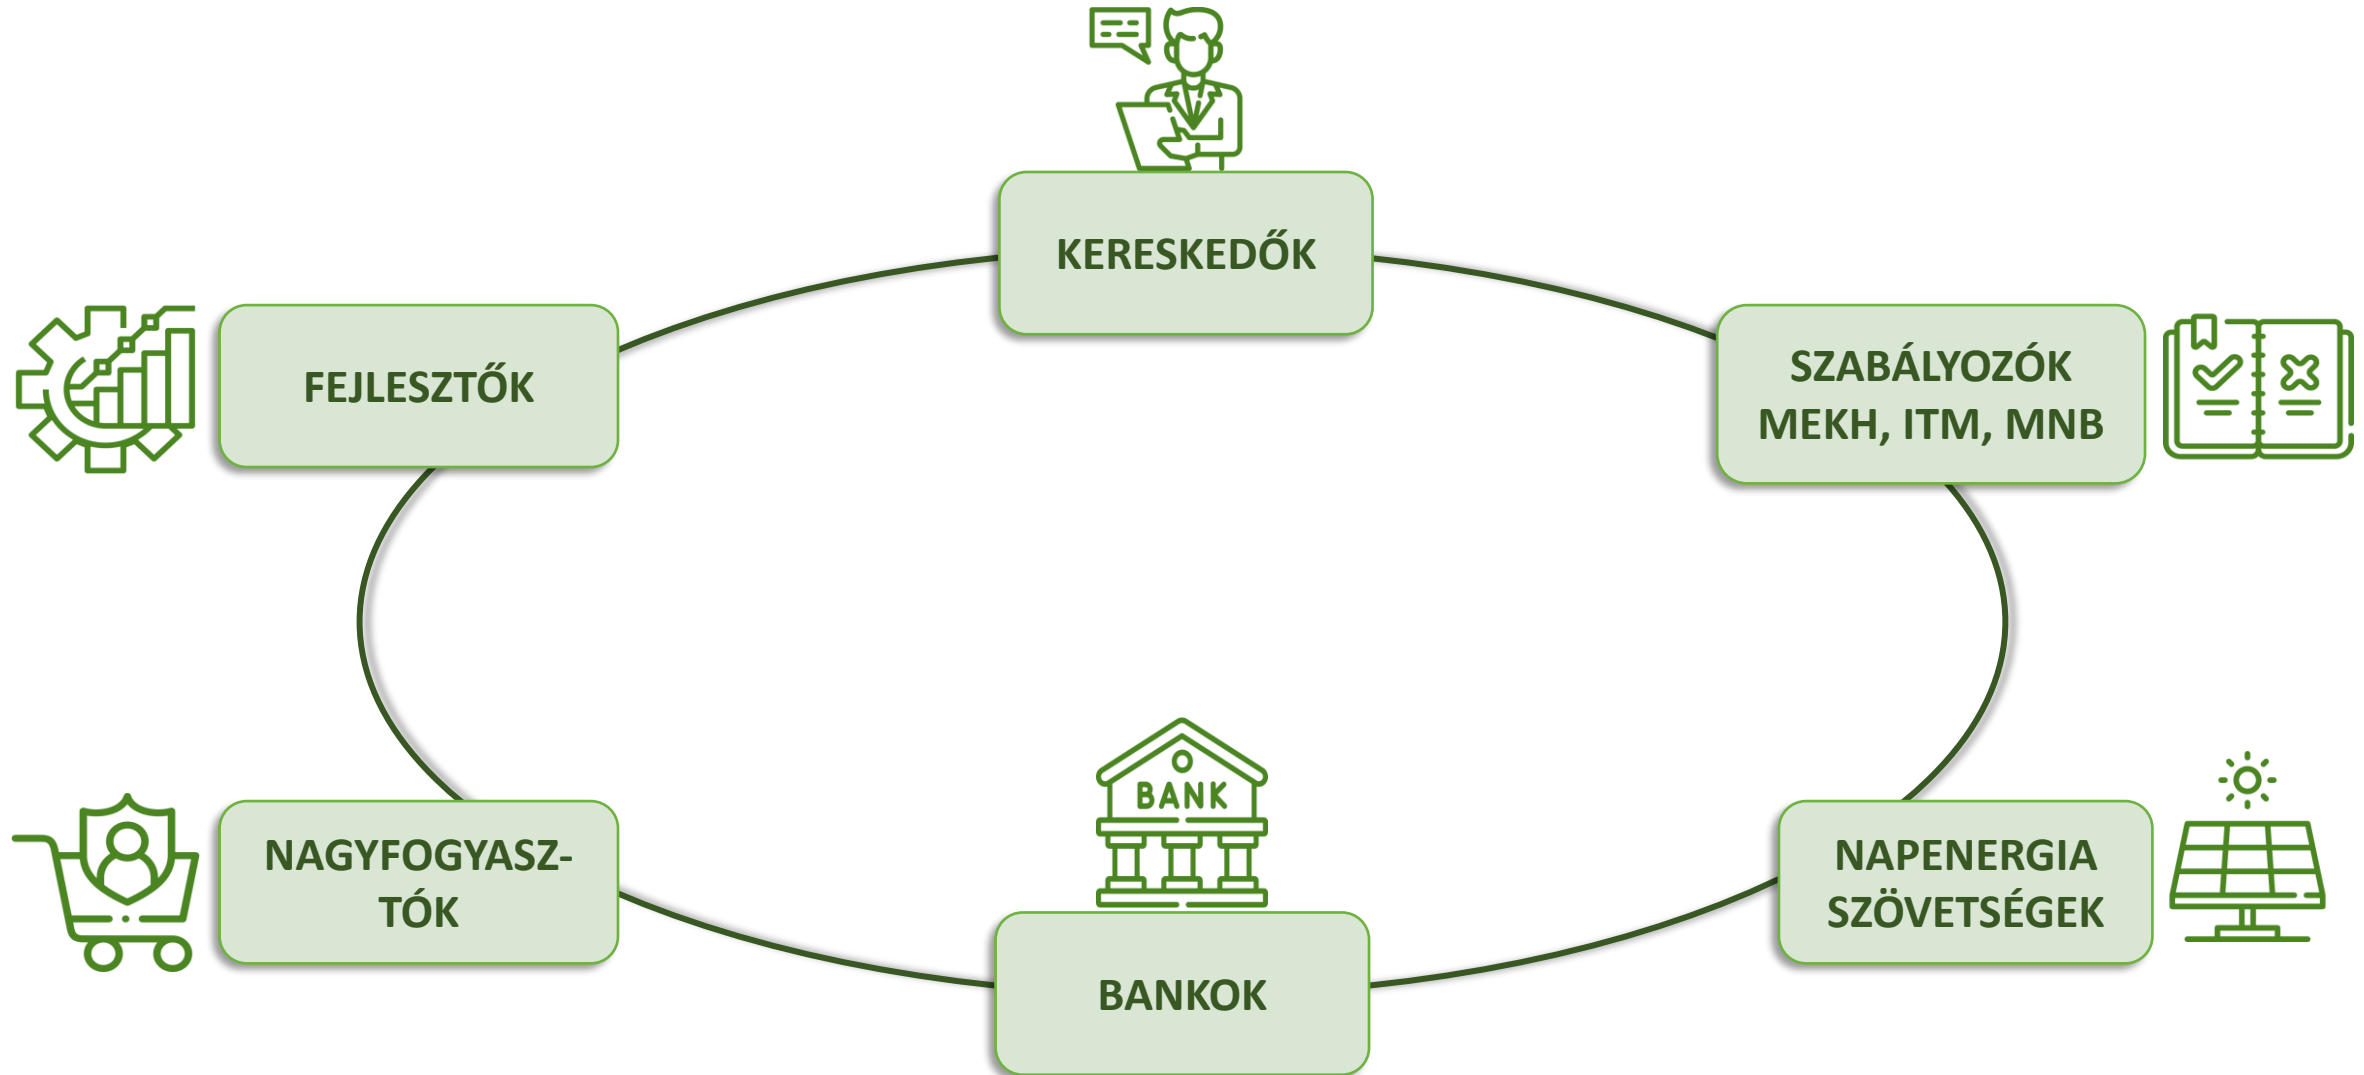 KERESKEDŐK
FEJLESZTŐK
SZABÁLYOZÓK
MEKH, ITM, MNB
BANK
NAGYFOGYASZ-
TÓK
NAPENERGIA
SZÖVETSÉGEK
BANKOK